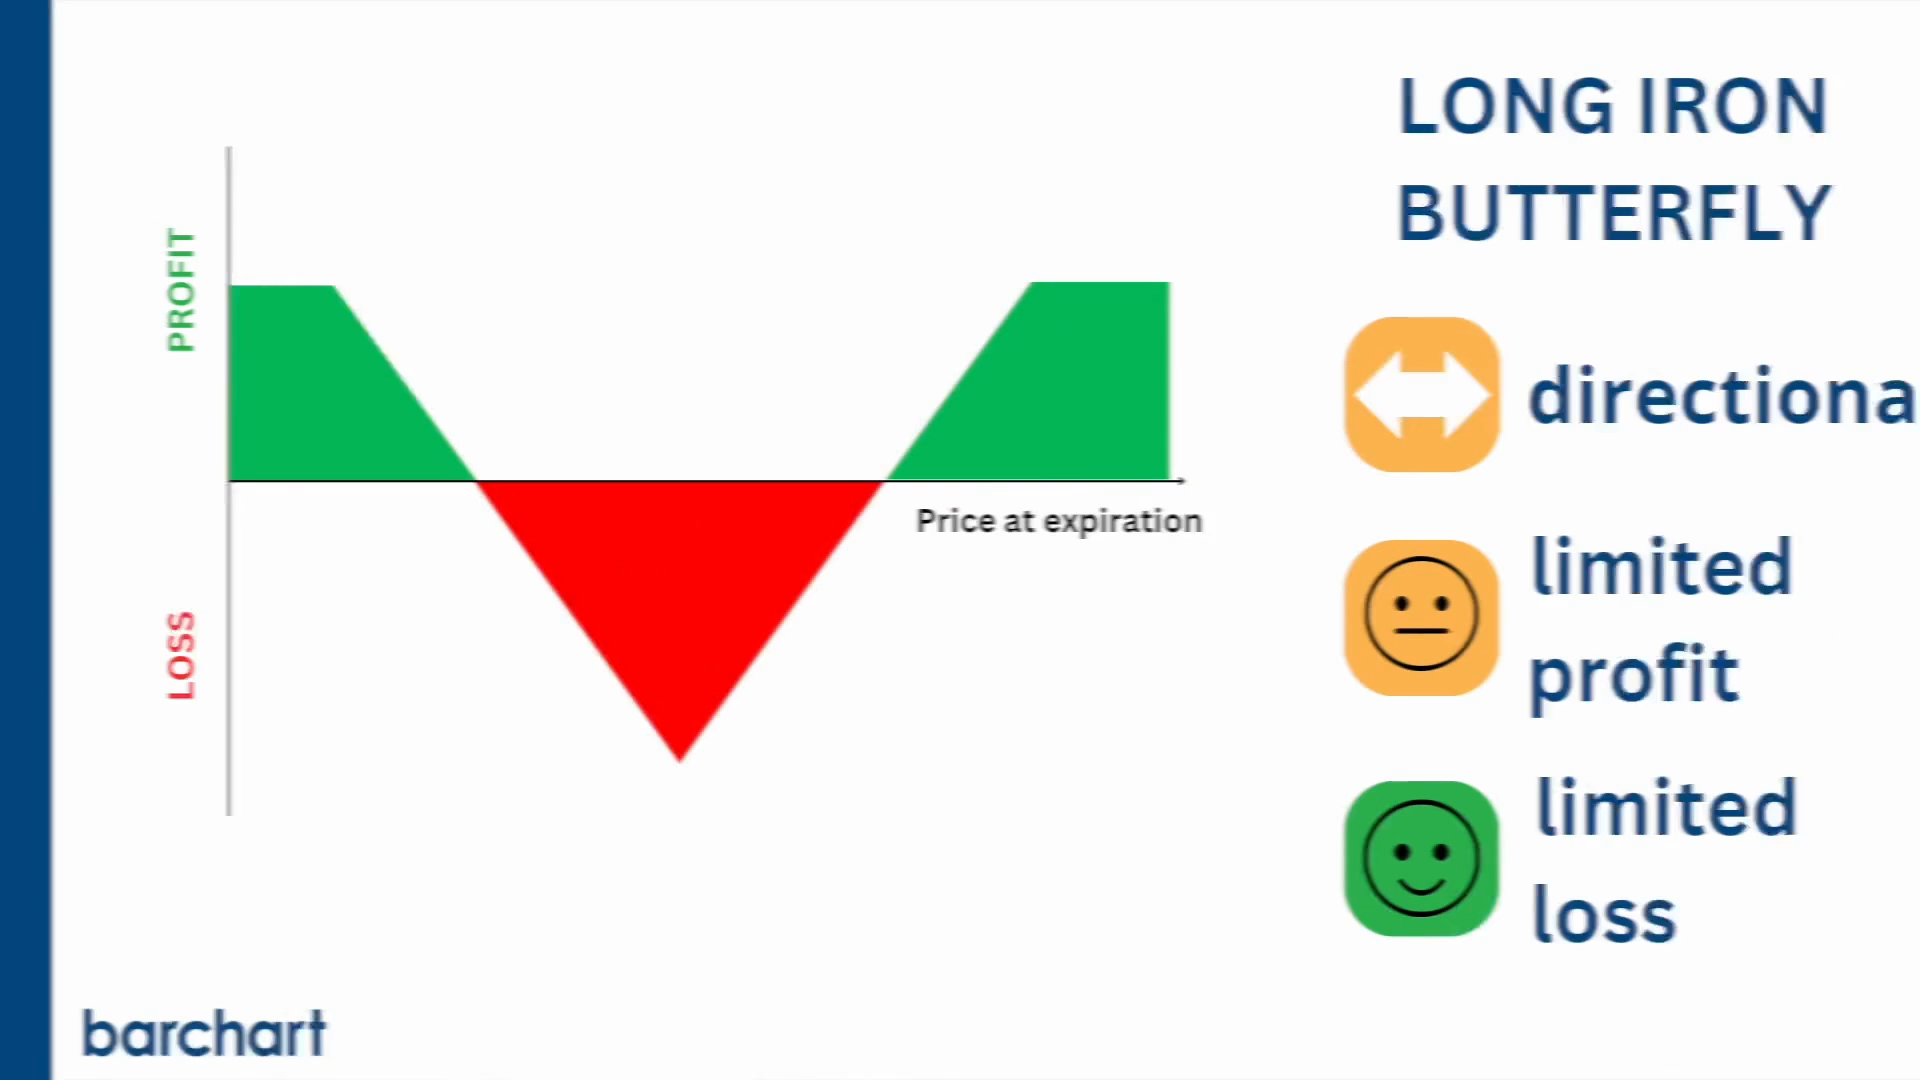 LONG IRON
BUTTERFLY
PROFIT
LOSS
Price at expiration
directiona
limited
profit
limited
loss
barchart